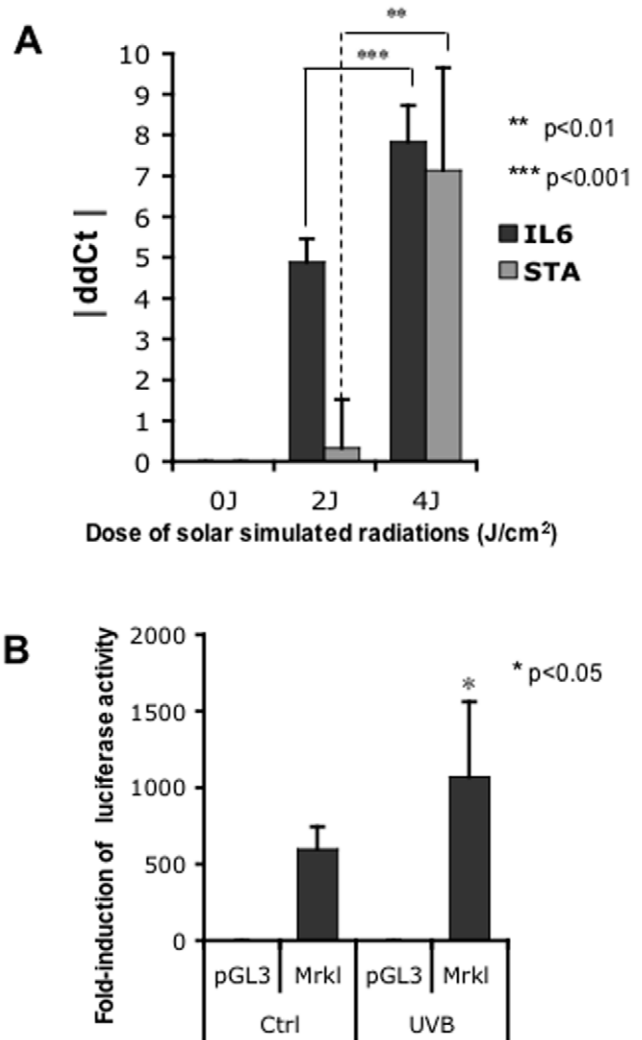 A
**
***
10
9
8
7
6
5
4
3
2
1
0
|ddCt|
** p<0.01
*** p<0.001
IL6
STA
0J 2J 4J
Dose of solar simulated radiations (J/cm²)
B
Fold-induction of luciferase activity
2000
1500
1000
500
0
*
* p<0.05
pGL3 Mrkl pGL3 Mrkl
Ctrl UVB